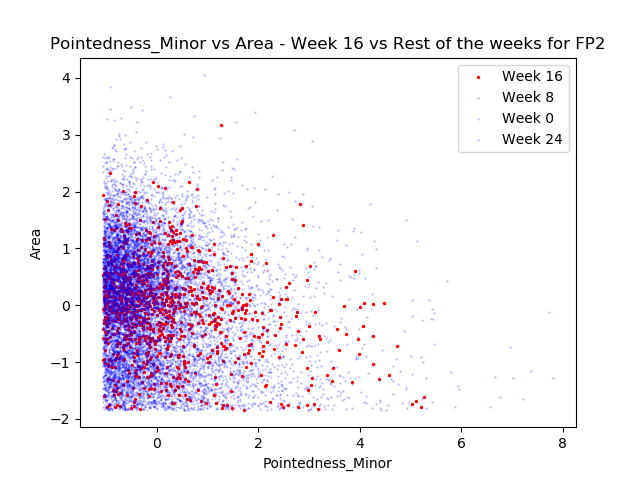 Pointedness_Minor vs Area - Week 16 vs Rest of the weeks for FP2
Week 16
Week 8
Week 0
Week 24
4
3
2
1
0
−1
−2
Area
0
2
4
6
8
Pointedness_Minor